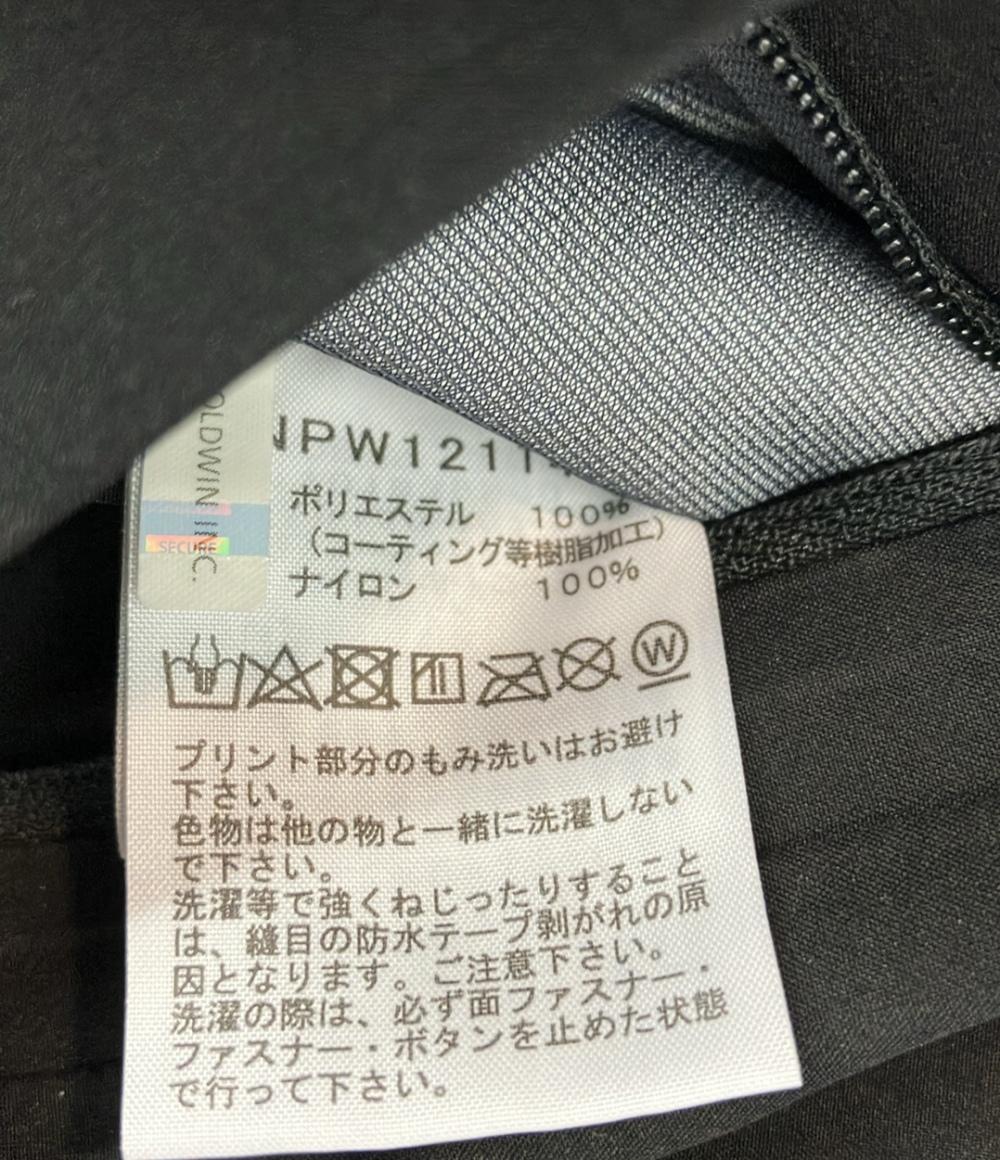 OLDWIN INC.
SECURE
NPW1211
ポリエステル 100%
(コーティング等樹脂加工)
ナイロン 100%
W
プリント部分のもみ洗いはお避け
下さい。
色物は他の物と一緒に洗濯しない
で下さい。
洗濯等で強くねじったりすること
は、縫目の防水テープ剥がれの原
因となります。ご注意下さい。
洗濯の際は、必ず面ファスナー・
ファスナー・ボタンを止めた状態
で行って下さい。